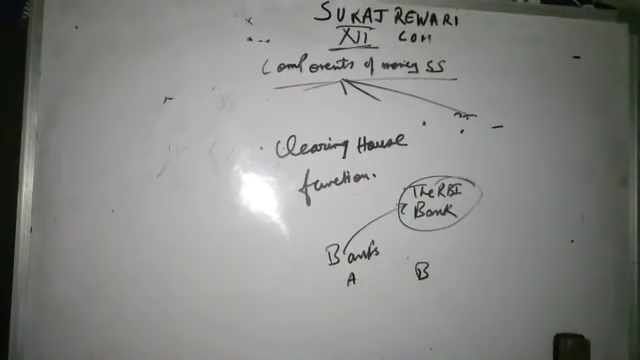 SURAJ REWARI
XII COM
Components of money SS
Clearing House
function.
The RBI
Bank
Banks
A B